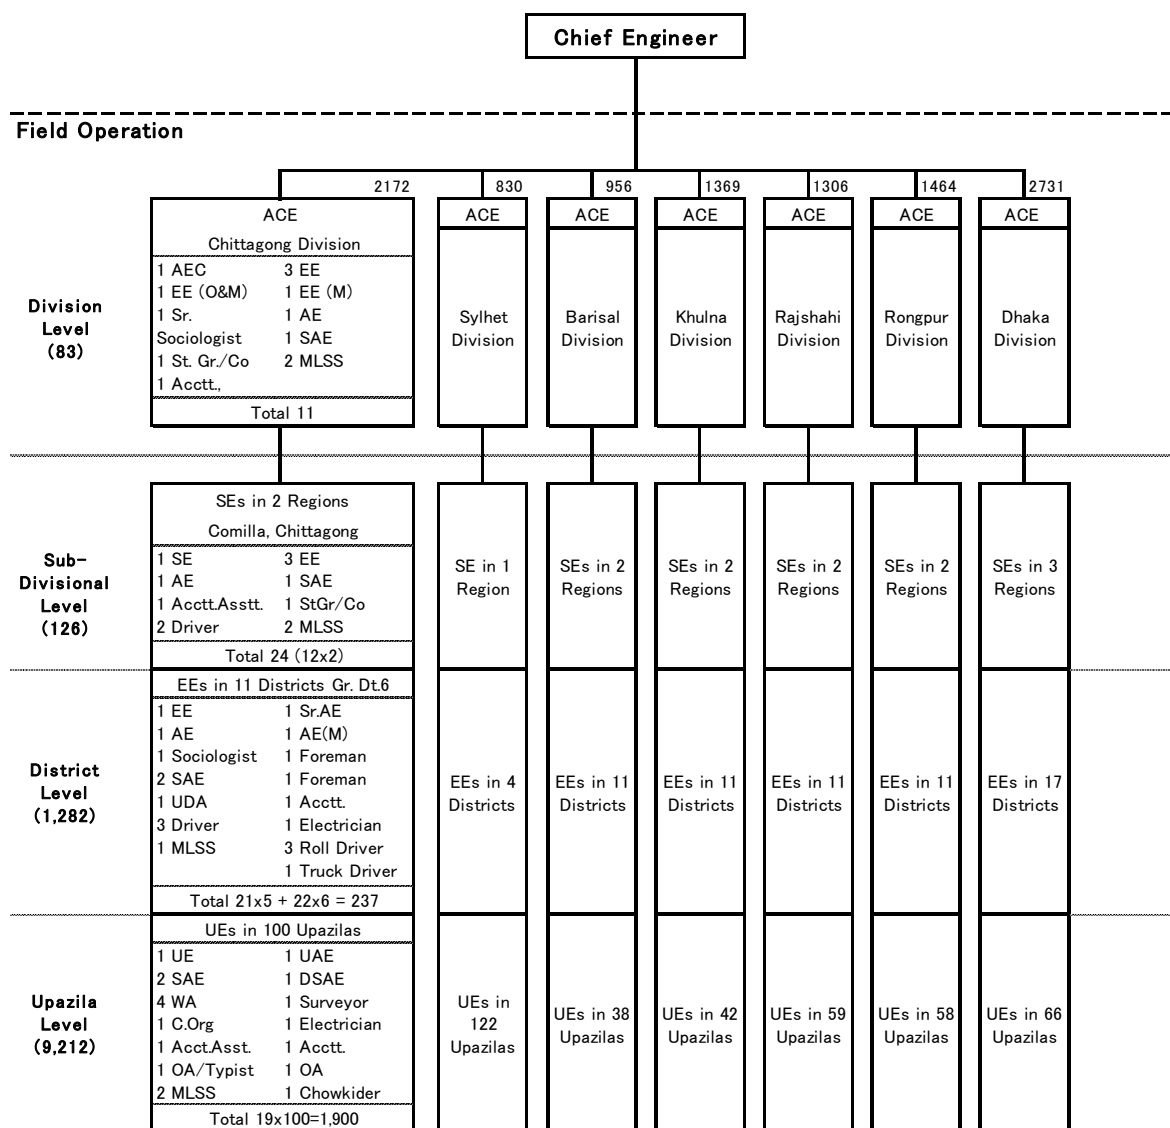 Chief Engineer
Field Operation
2172
830
956
1369
1306
1464
2731
Division
Level
(83)
ACE
Chittagong Division
1 AEC 3 EE
1 EE (O&M) 1 EE (M)
1 Sr. 1 AE
Sociologist 1 SAE
1 St. Gr./Co 2 MLSS
1 Acctt.,
Total 11
ACE
Sylhet
Division
ACE
Barisal
Division
ACE
Khulna
Division
ACE
Rajshahi
Division
ACE
Rongpur
Division
ACE
Dhaka
Division
Sub-
Divisional
Level
(126)
SEs in 2 Regions
Comilla, Chittagong
1 SE 3 EE
1 AE 1 SAE
1 Acctt.Asstt. 1 StGr/Co
2 Driver 2 MLSS
Total 24 (12x2)
SE in 1
Region
SEs in 2
Regions
SEs in 2
Regions
SEs in 2
Regions
SEs in 2
Regions
SEs in 3
Regions
District
Level
(1,282)
EEs in 11 Districts Gr. Dt.6
1 EE 1 Sr.AE
1 AE 1 AE(M)
1 Sociologist 1 Foreman
2 SAE 1 Foreman
1 UDA 1 Acctt.
3 Driver 1 Electrician
1 MLSS 3 Roll Driver
1 Truck Driver
Total 21x5 + 22x6 = 237
EEs in 4
Districts
EEs in 11
Districts
EEs in 11
Districts
EEs in 11
Districts
EEs in 11
Districts
EEs in 17
Districts
Upazila
Level
(9,212)
UEs in 100 Upazilas
1 UE 1 UAE
2 SAE 1 DSAE
4 WA 1 Surveyor
1 C.Org 1 Electrician
1 Acct.Asst. 1 Acctt.
1 OA/Typist 1 OA
2 MLSS 1 Chowkider
Total 19x100=1,900
UEs in
122
Upazilas
UEs in 38
Upazilas
UEs in 42
Upazilas
UEs in 59
Upazilas
UEs in 58
Upazilas
UEs in 66
Upazilas